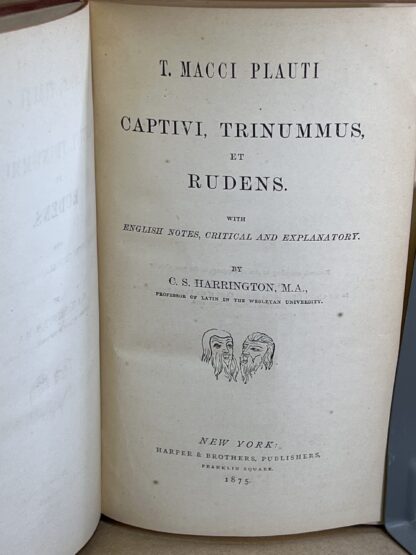 T. MACCI PLAUTI
CAPTIVI, TRINUMMUS,
ET
RUDENS.
WITH
ENGLISH NOTES, CRITICAL AND EXPLANATORY.
BY
C. S. HARRINGTON, M.A.,
PROFESSOR OF LATIN IN THE WESLEYAN UNIVERSITY.
NEW YORK:
HARPER & BROTHERS, PUBLISHERS,
FRANKLIN SQUARE.
1875